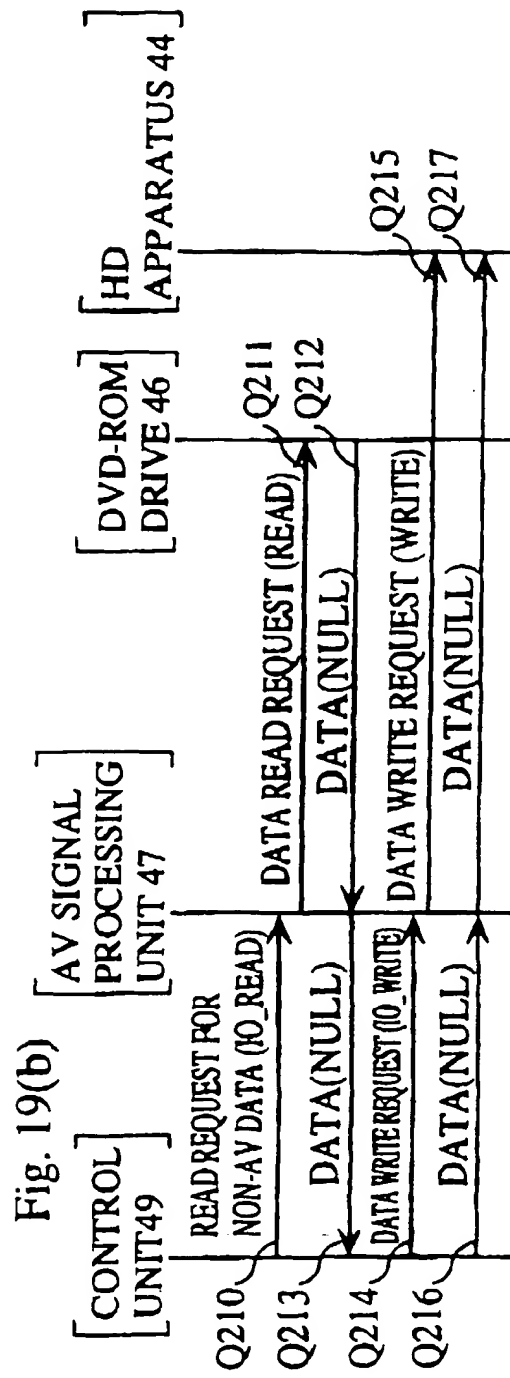 Fig. 19(b)
CONTROL
UNIT49
AV SIGNAL
PROCESSING
UNIT 47
DVD-ROM
DRIVE 46
HD
APPARATUS 44
Q210
READ REQUEST FOR
NON-AV DATA (IO_READ)
DATA READ REQUEST (READ)
Q211
Q213
DATA(NULL)
DATA(NULL)
Q212
Q214
DATA WRITE REQUEST (IO_WRITE)
DATA WRITE REQUEST (WRITE)
Q215
Q216
DATA(NULL)
DATA(NULL)
Q217